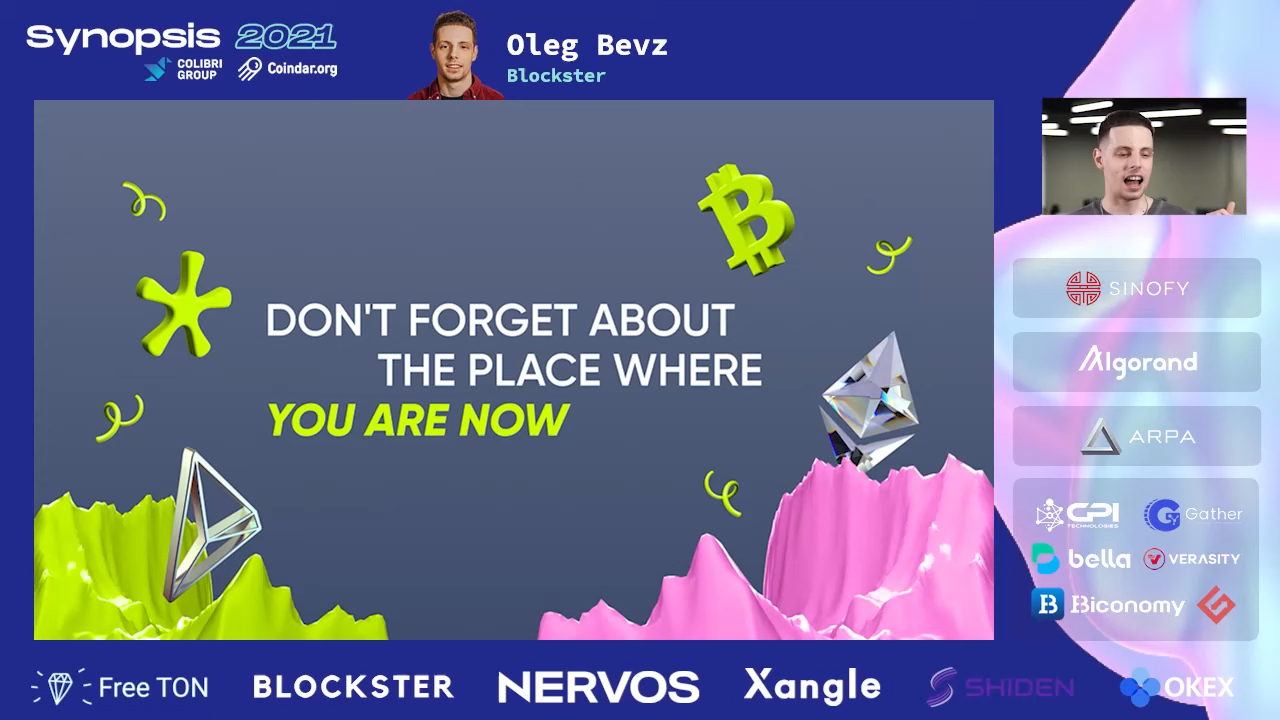 Synopsis 2021
COLIBRI GROUP
Coindar.org
Oleg Bevz
Blockster
DON'T FORGET ABOUT
THE PLACE WHERE
YOU ARE NOW
SINOFY
Algorand
ARPA
CPI TECHNOLOGIES
Gather
bella
VERASITY
Biconomy
Free TON
BLOCKSTER
NERVOS
Xangle
SHIDEN
OKEX